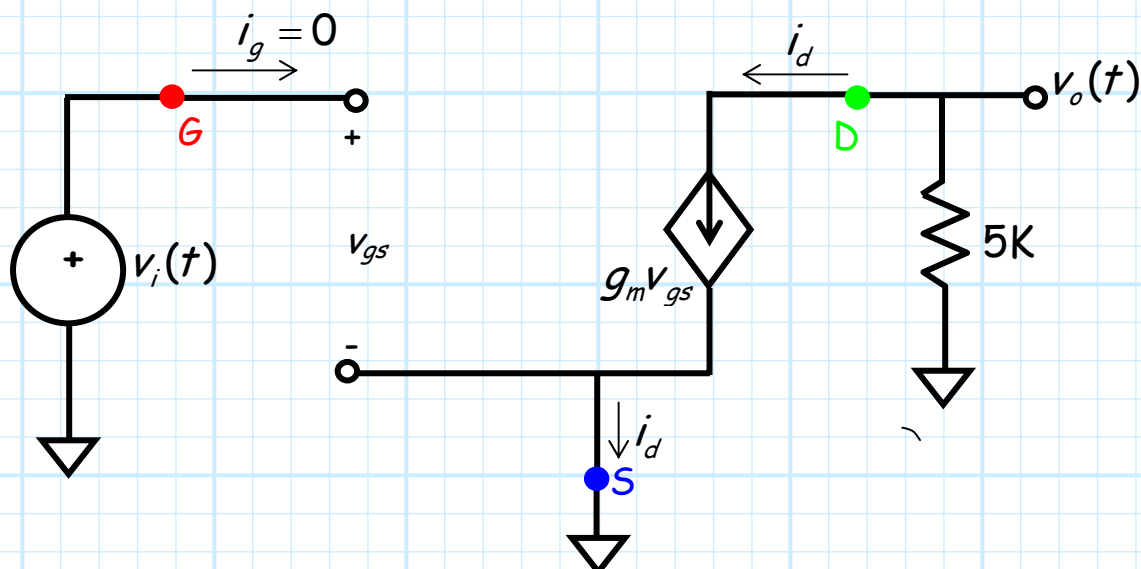 i_g = 0
i_d
v_o(t)
G
+
D
+
v_i(t)
v_gs
5K
g_m v_gs
-
i_d
S